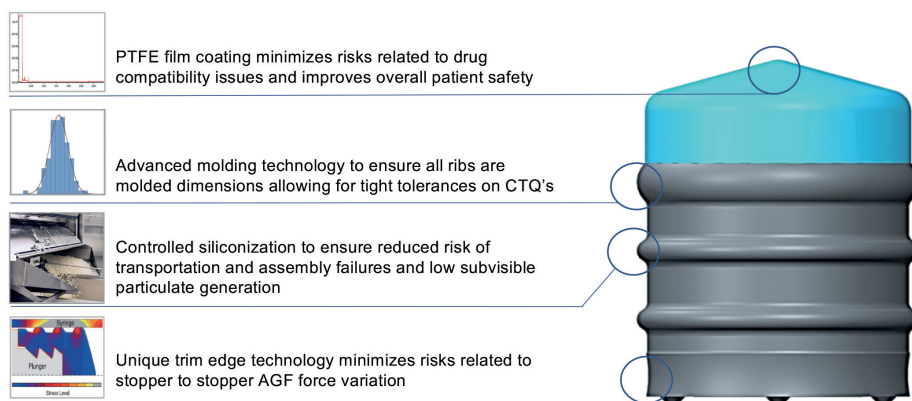 PTFE film coating minimizes risks related to drug
compatibility issues and improves overall patient safety
Advanced molding technology to ensure all ribs are
molded dimensions allowing for tight tolerances on CTQ's
Controlled siliconization to ensure reduced risk of
transportation and assembly failures and low subvisible
particulate generation
Syringe
Plunger
Stress Level
Unique trim edge technology minimizes risks related to
stopper to stopper AGF force variation